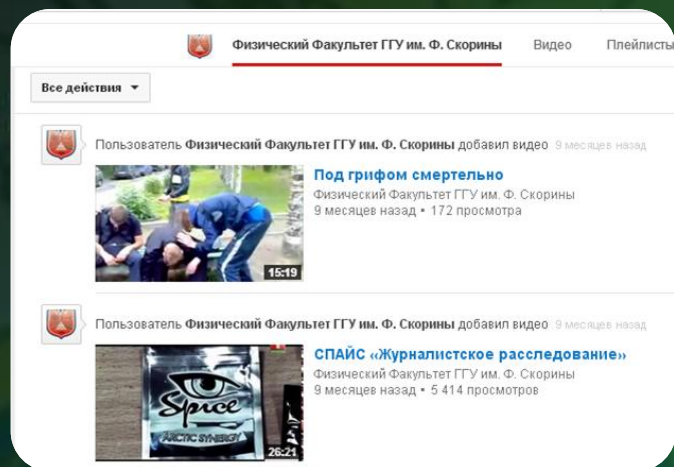 Физический Факультет ГГУ им. Ф. Скорины Видео Плейлисты
Все действия
Пользователь Физический Факультет ГГУ им. Ф. Скорины добавил видео 9 месяцев назад
Под грифом смертельно
Физический Факультет ГГУ им. Ф. Скорины
9 месяцев назад • 172 просмотра
15:19
Пользователь Физический Факультет ГГУ им. Ф. Скорины добавил видео 9 месяцев назад
СПАЙС «Журналистское расследование»
Физический Факультет ГГУ им. Ф. Скорины
9 месяцев назад • 5 414 просмотров
Spice
ARCTIC SYNERGY
26:21